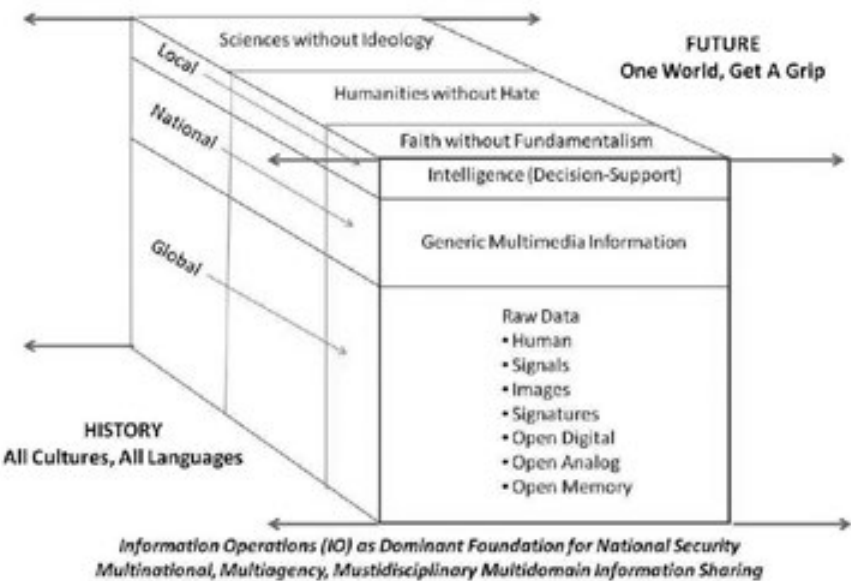 Sciences without Ideology
FUTURE
One World, Get A Grip
Local
Humanities without Hate
National
Faith without Fundamentalism
Intelligence (Decision-Support)
Generic Multimedia Information
Global
Raw Data
• Human
• Signals
• Images
• Signatures
• Open Digital
• Open Analog
• Open Memory
HISTORY
All Cultures, All Languages
Information Operations (IO) as Dominant Foundation for National Security
Multinational, Multiagency, Mustidisciplinary Multidomain Information Sharing